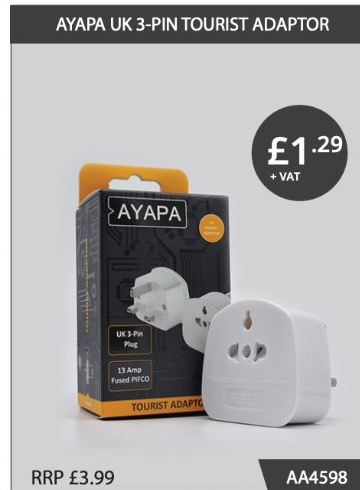 AYAPA UK 3-PIN TOURIST ADAPTOR
£1.29
+ VAT
AYAPA
UK 3-Pin
Plug
13 Amp
Fused PIFCO
TOURIST ADAPTO
RRP £3.99
AA4598